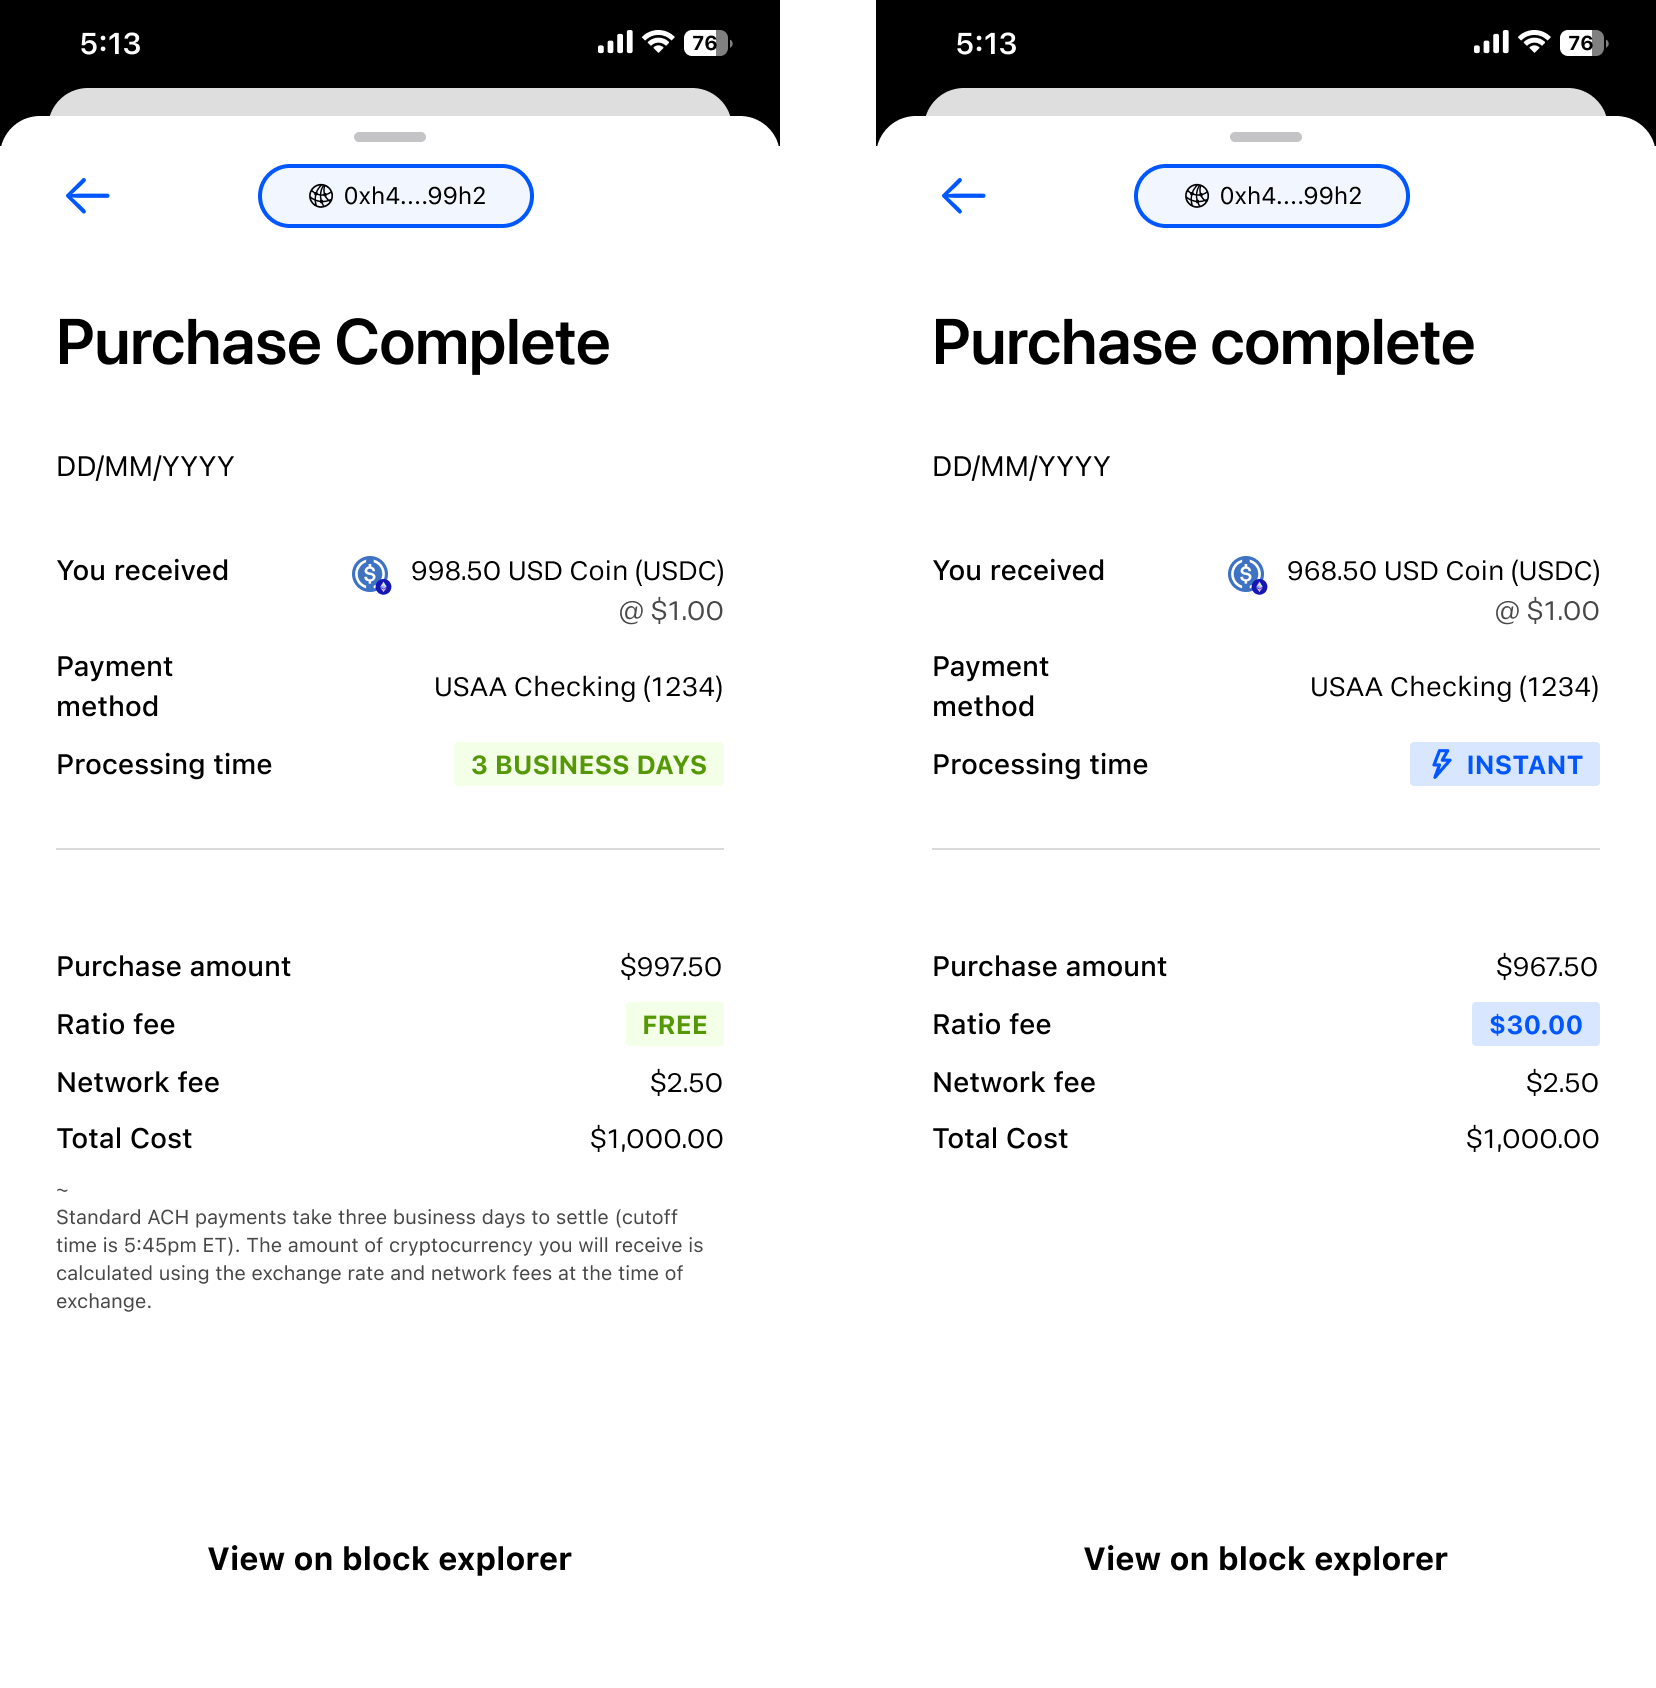 5:13
76
0xh4....99h2
Purchase Complete
DD/MM/YYYY
You received 998.50 USD Coin (USDC)
@ $1.00
Payment
method
USAA Checking (1234)
Processing time 3 BUSINESS DAYS
Purchase amount $997.50
Ratio fee FREE
Network fee $2.50
Total Cost $1,000.00
~
Standard ACH payments take three business days to settle (cutoff
time is 5:45pm ET). The amount of cryptocurrency you will receive is
calculated using the exchange rate and network fees at the time of
exchange.
View on block explorer
5:13
76
0xh4....99h2
Purchase complete
DD/MM/YYYY
You received 968.50 USD Coin (USDC)
@ $1.00
Payment
method
USAA Checking (1234)
Processing time INSTANT
Purchase amount $967.50
Ratio fee $30.00
Network fee $2.50
Total Cost $1,000.00
View on block explorer